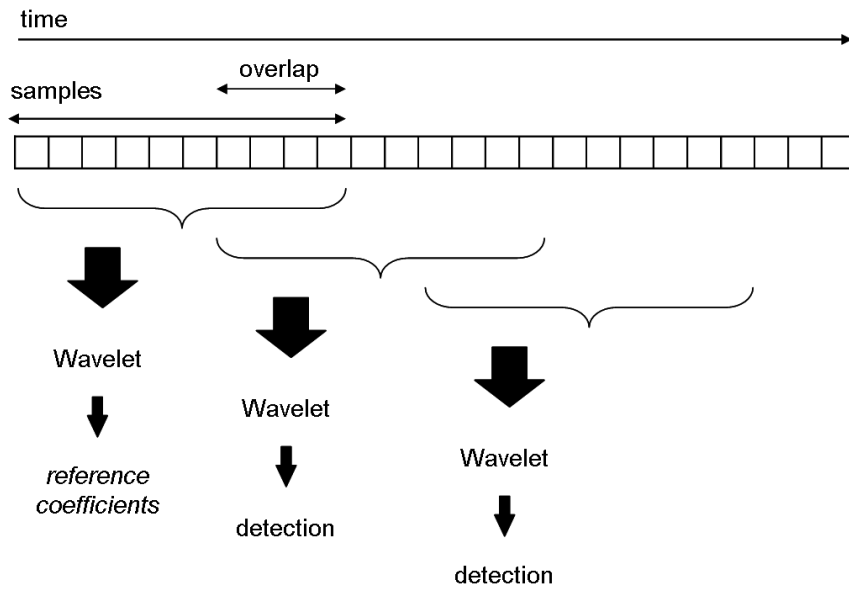 time
overlap
samples
Wavelet
reference
coefficients
Wavelet
detection
Wavelet
detection